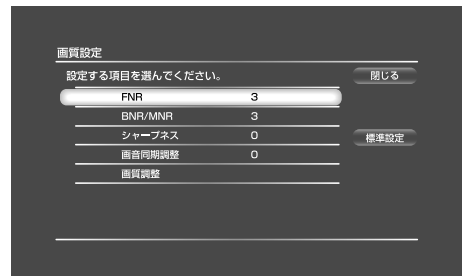 画質設定
設定する項目を選んでください。
閉じる
FNR 3
BNR/MNR 3
シャープネス 0
標準設定
画音同期調整 0
画質調整